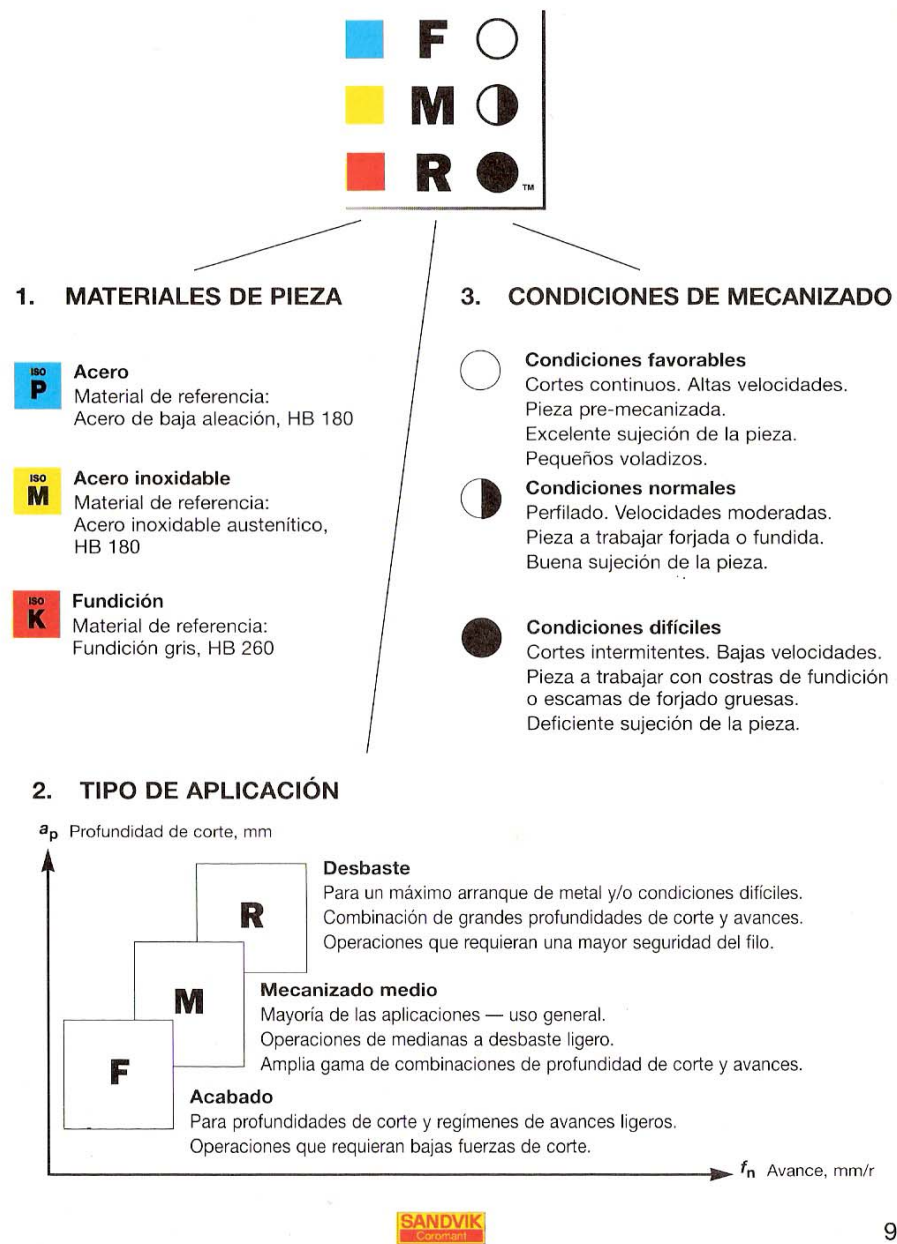 F
M
R TM
1. MATERIALES DE PIEZA
ISO P Acero
Material de referencia:
Acero de baja aleación, HB 180
ISO M Acero inoxidable
Material de referencia:
Acero inoxidable austenítico,
HB 180
ISO K Fundición
Material de referencia:
Fundición gris, HB 260
3. CONDICIONES DE MECANIZADO
Condiciones favorables
Cortes continuos. Altas velocidades.
Pieza pre-mecanizada.
Excelente sujeción de la pieza.
Pequeños voladizos.
Condiciones normales
Perfilado. Velocidades moderadas.
Pieza a trabajar forjada o fundida.
Buena sujeción de la pieza.
Condiciones difíciles
Cortes intermitentes. Bajas velocidades.
Pieza a trabajar con costras de fundición
o escamas de forjado gruesas.
Deficiente sujeción de la pieza.
2. TIPO DE APLICACIÓN
ap Profundidad de corte, mm
R
Desbaste
Para un máximo arranque de metal y/o condiciones difíciles.
Combinación de grandes profundidades de corte y avances.
Operaciones que requieran una mayor seguridad del filo.
M
Mecanizado medio
Mayoría de las aplicaciones — uso general.
Operaciones de medianas a desbaste ligero.
Amplia gama de combinaciones de profundidad de corte y avances.
F
Acabado
Para profundidades de corte y regímenes de avances ligeros.
Operaciones que requieran bajas fuerzas de corte.
fn Avance, mm/r
SANDVIK
Coromant
9